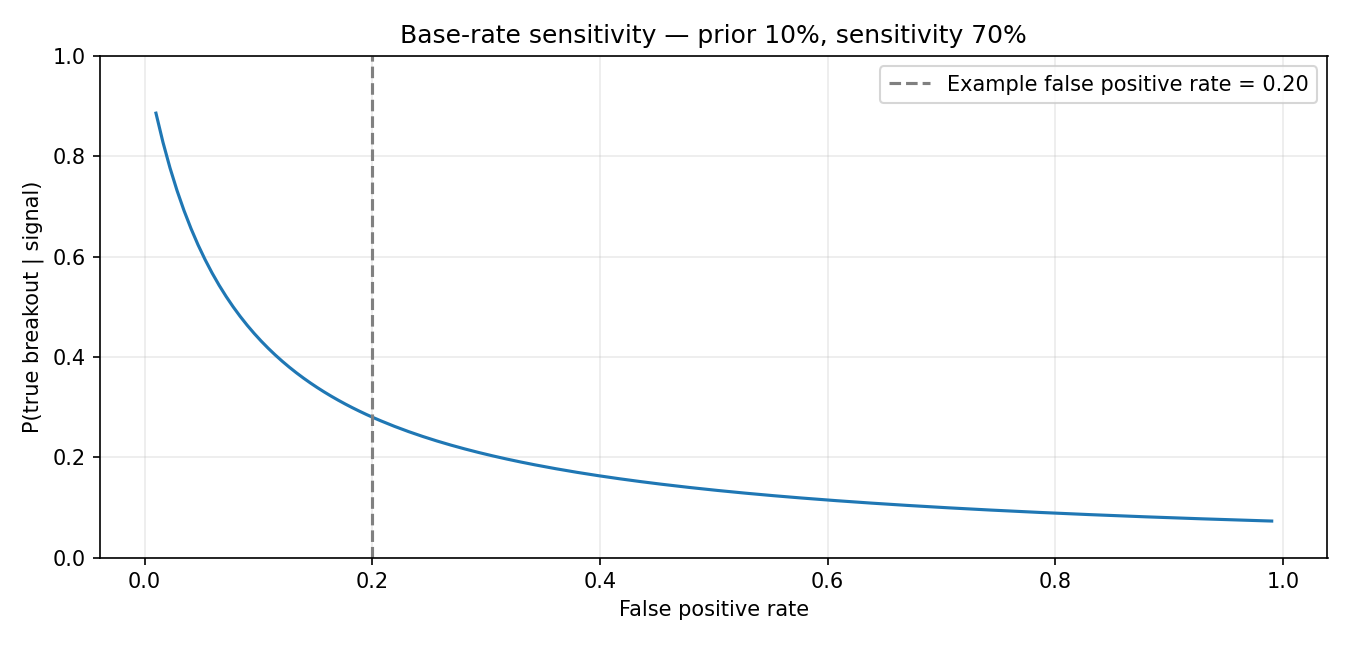 Base-rate sensitivity — prior 10%, sensitivity 70%
Example false positive rate = 0.20
P(true breakout | signal)
1.0
0.8
0.6
0.4
0.2
0.0
0.0 0.2 0.4 0.6 0.8 1.0
False positive rate